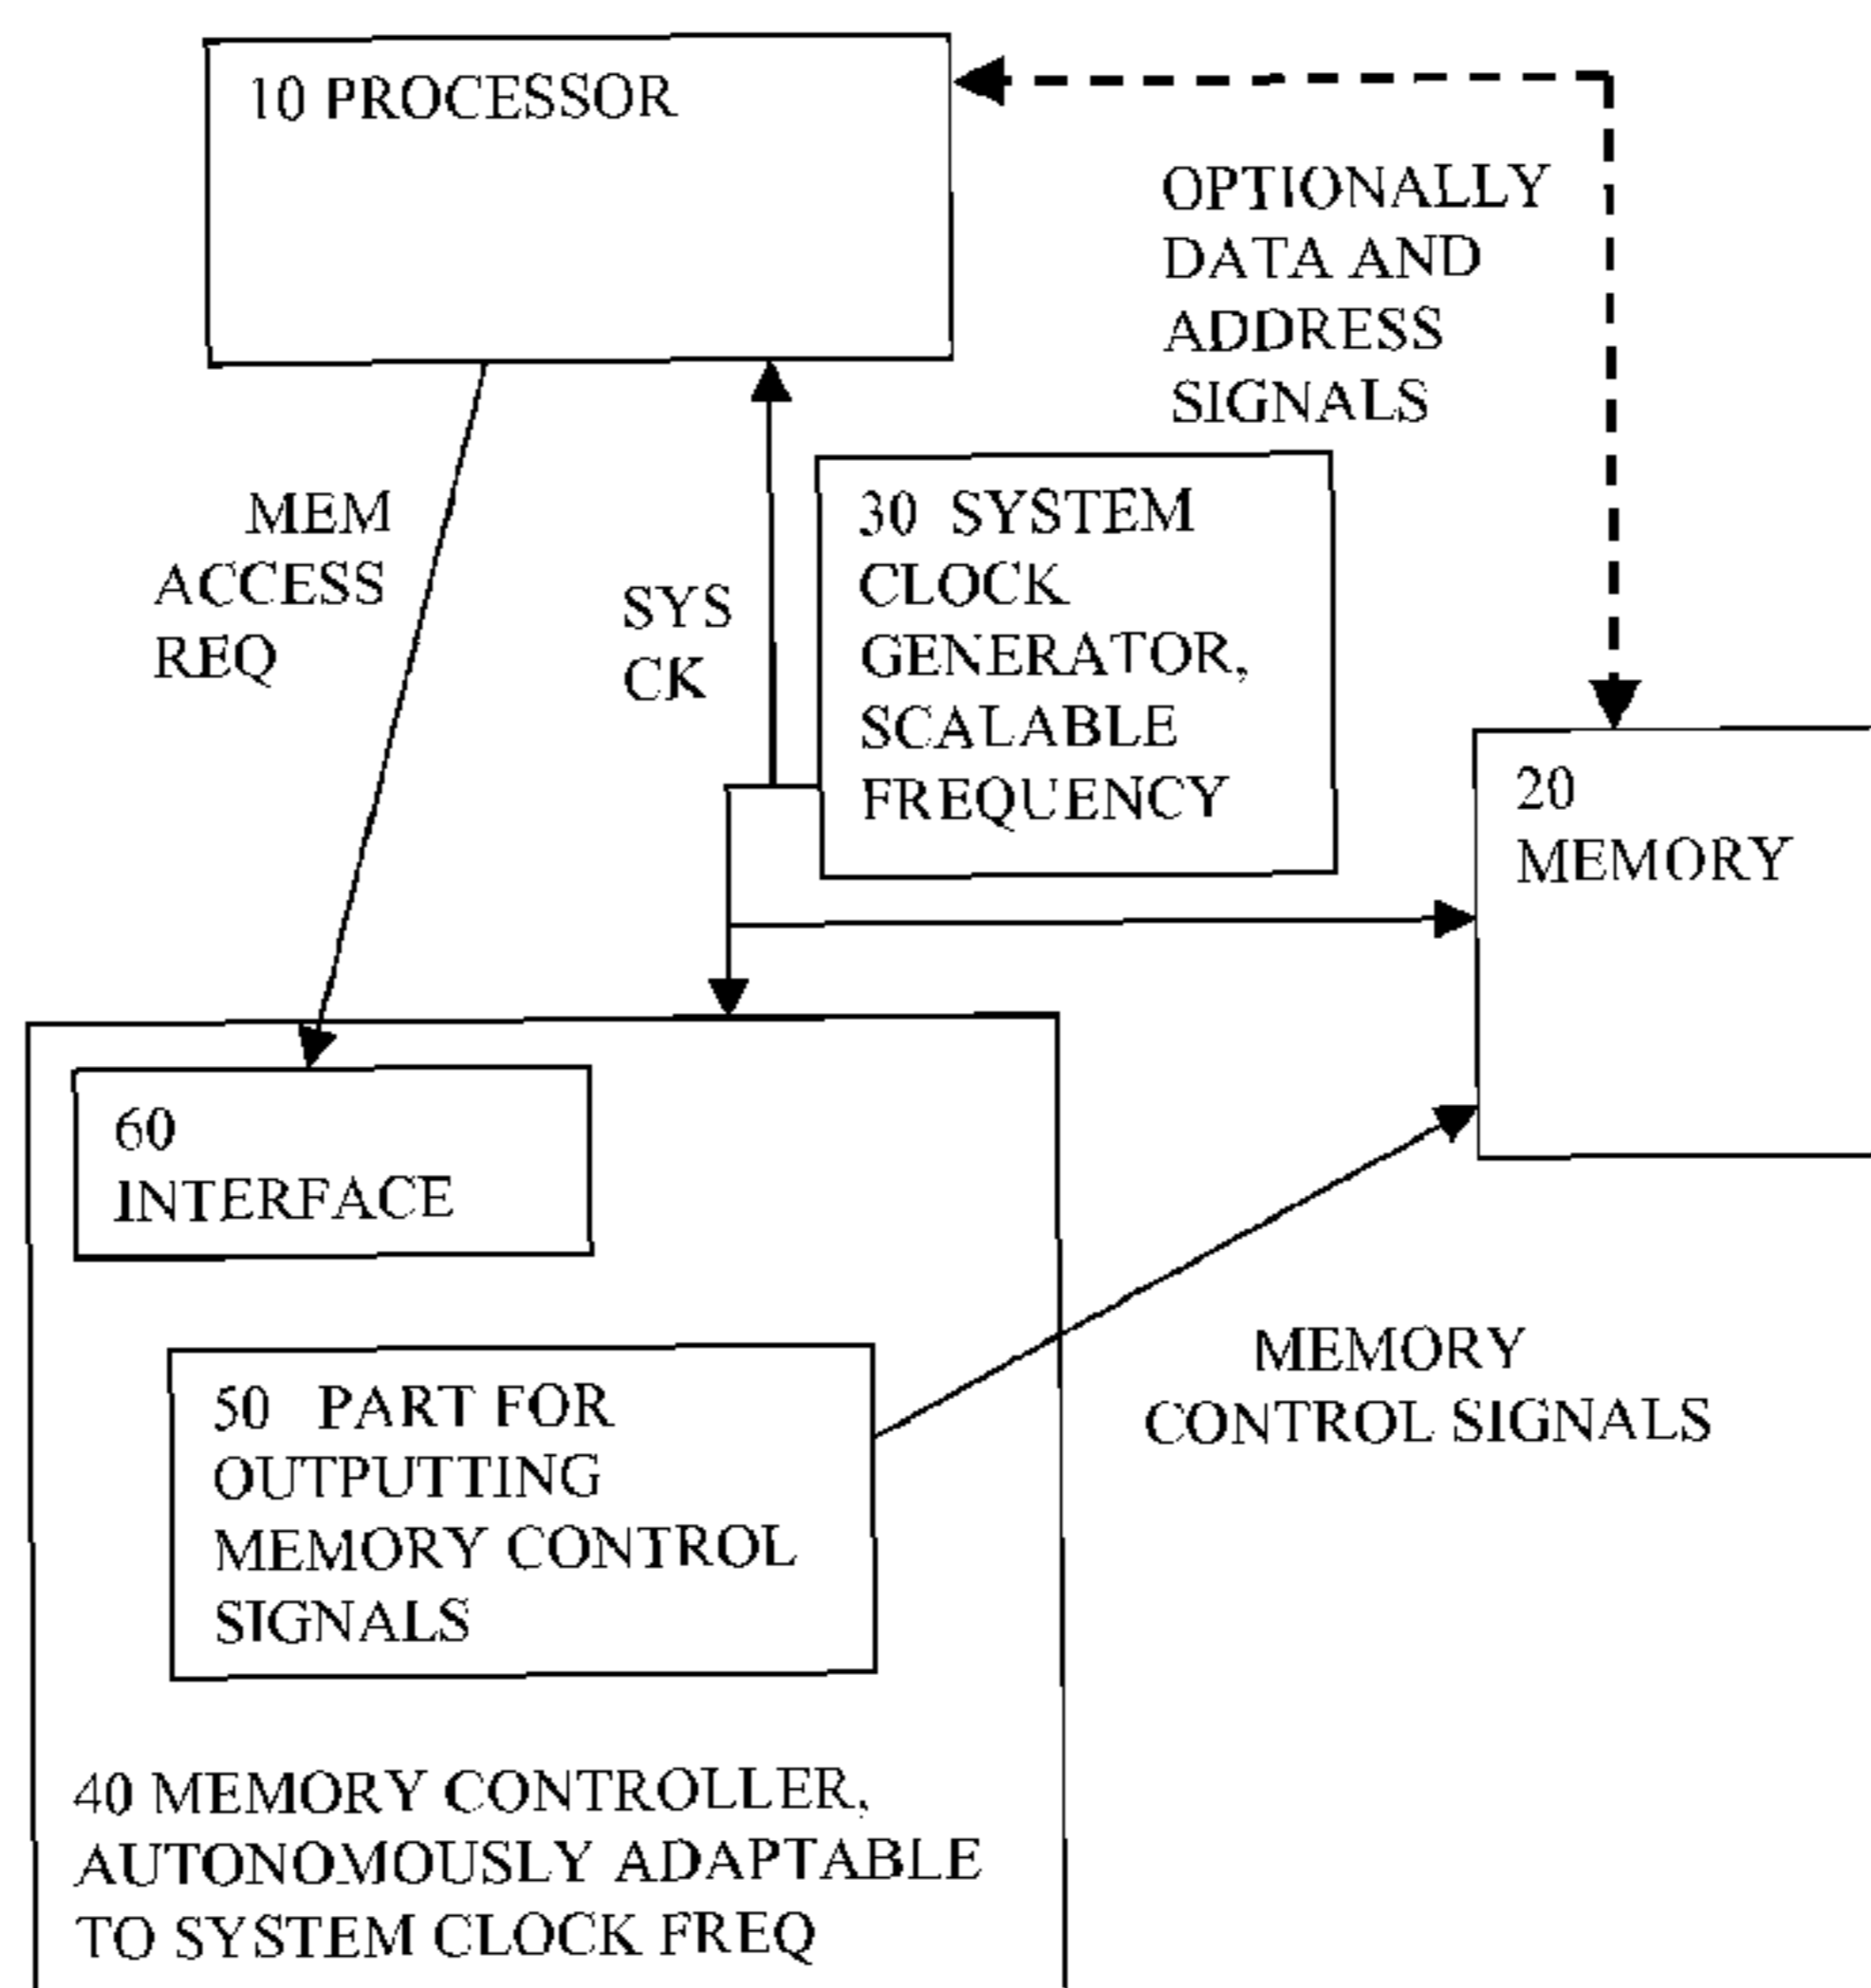 10 PROCESSOR
OPTIONALLY
DATA AND
ADDRESS
SIGNALS
MEM
ACCESS
REQ
SYS
CK
30 SYSTEM
CLOCK
GENERATOR,
SCALABLE
FREQUENCY
20
MEMORY
60
INTERFACE
MEMORY
CONTROL SIGNALS
50 PART FOR
OUTPUTTING
MEMORY CONTROL
SIGNALS
40 MEMORY CONTROLLER,
AUTONOMOUSLY ADAPTABLE
TO SYSTEM CLOCK FREQ